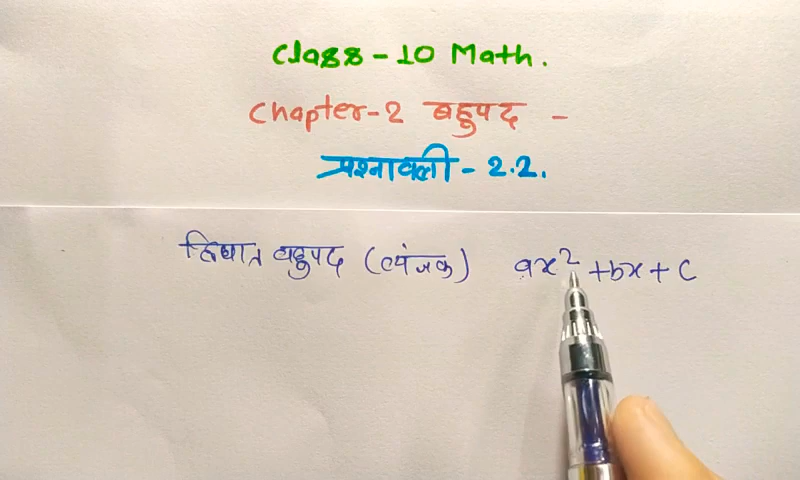 Class-10 Math.
Chapter-2 बहुपद -
प्रश्नावली - 2.2.
द्विघात बहुपद (व्यंजक) ax² + bx + c